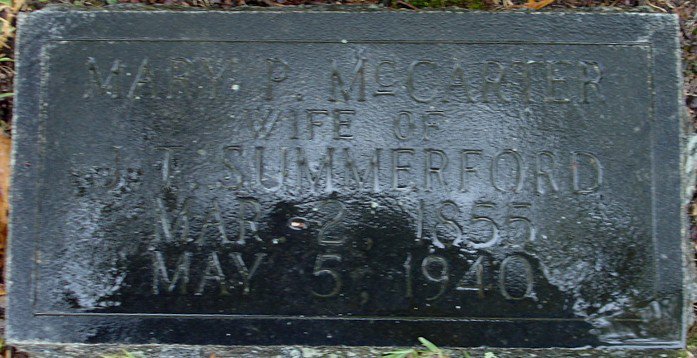 MARY P. McCARTER
WIFE OF
J. T. SUMMERFORD
MAR. 2, 1855
MAY 5, 1940